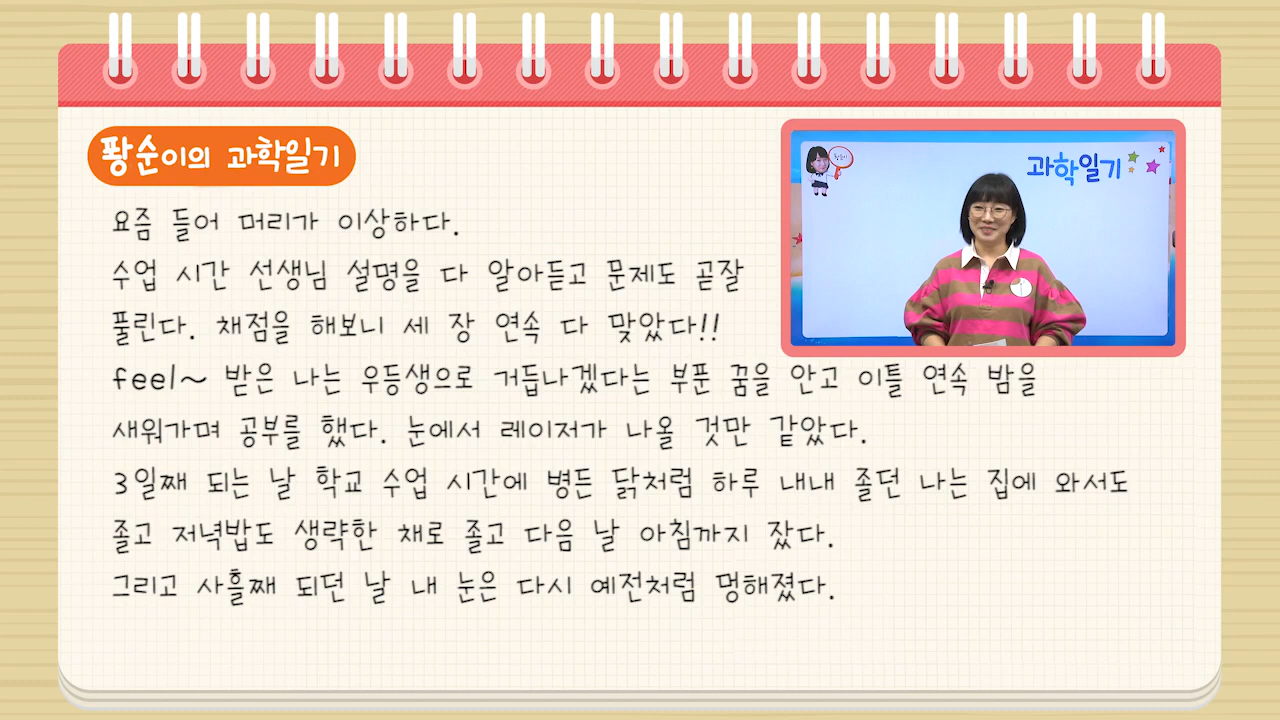 퐝순이의 과학일기
과학일기
요즘 들어 머리가 이상하다.
수업 시간 선생님 설명을 다 알아듣고 문제도 곧잘
풀린다. 채점을 해보니 세 장 연속 다 맞았다!!
feel~ 받은 나는 우등생으로 거듭나겠다는 부푼 꿈을 안고 이틀 연속 밤을
새워가며 공부를 했다. 눈에서 레이저가 나올 것만 같았다.
3일째 되는 날 학교 수업 시간에 병든 닭처럼 하루 내내 졸던 나는 집에 와서도
졸고 저녁밥도 생략한 채로 졸고 다음 날 아침까지 잤다.
그리고 사흘째 되던 날 내 눈은 다시 예전처럼 멍해졌다.